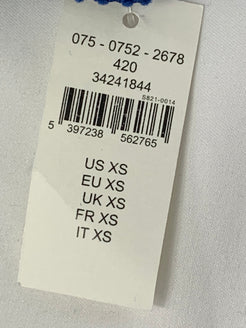 075 - 0752 - 2678
420
34241844
S821-0014
5 397238 562765
US XS
EU XS
UK XS
FR XS
IT XS